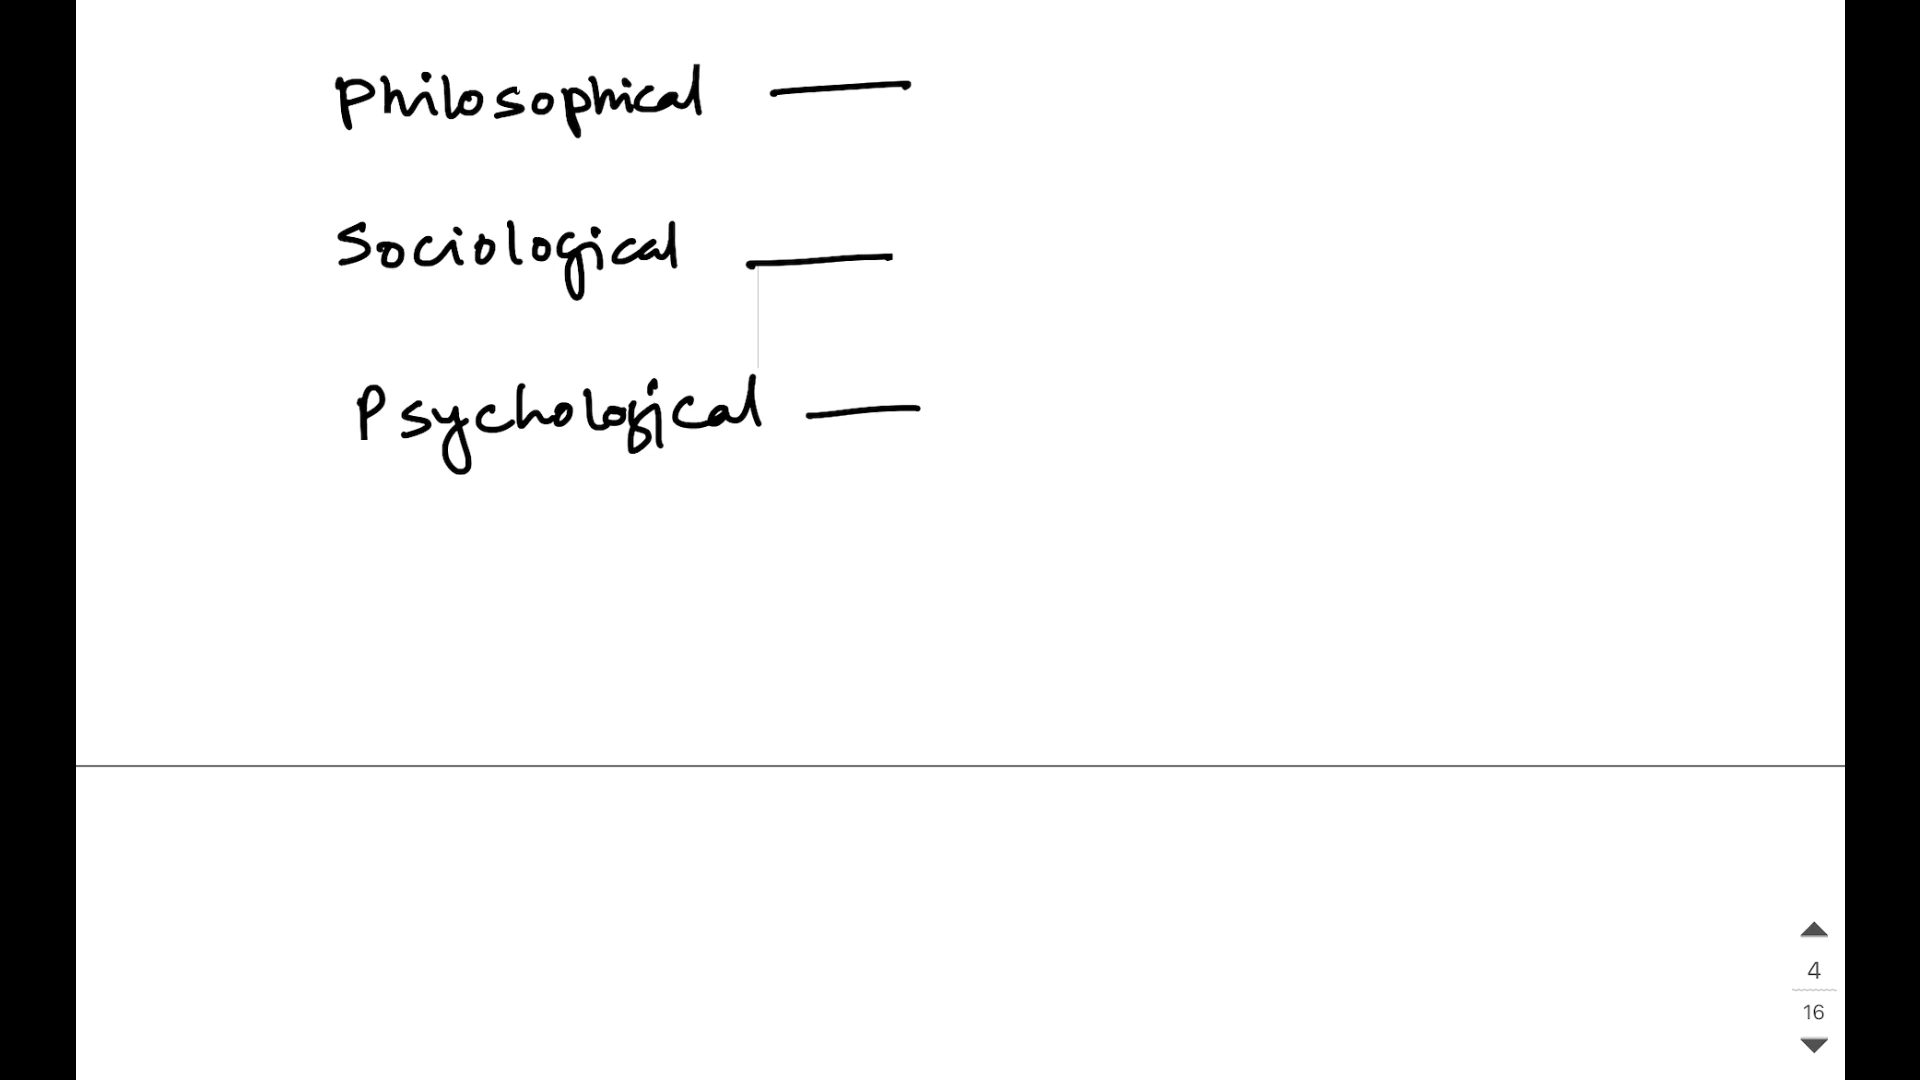 Philosophical —
Sociological —
Psychological —
4
16